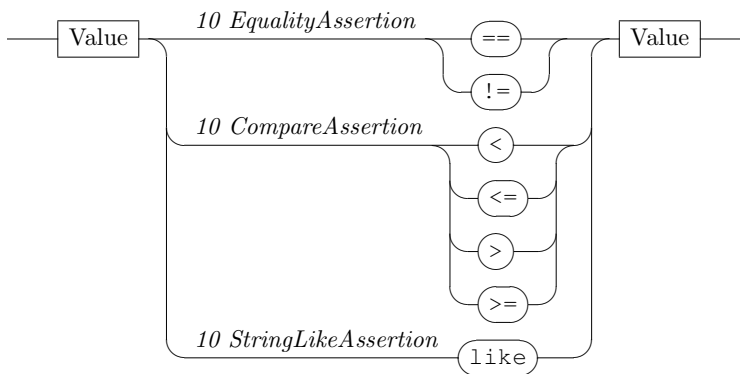 Value 10 EqualityAssertion == Value
!=
10 CompareAssertion <
<=
>
>=
10 StringLikeAssertion like